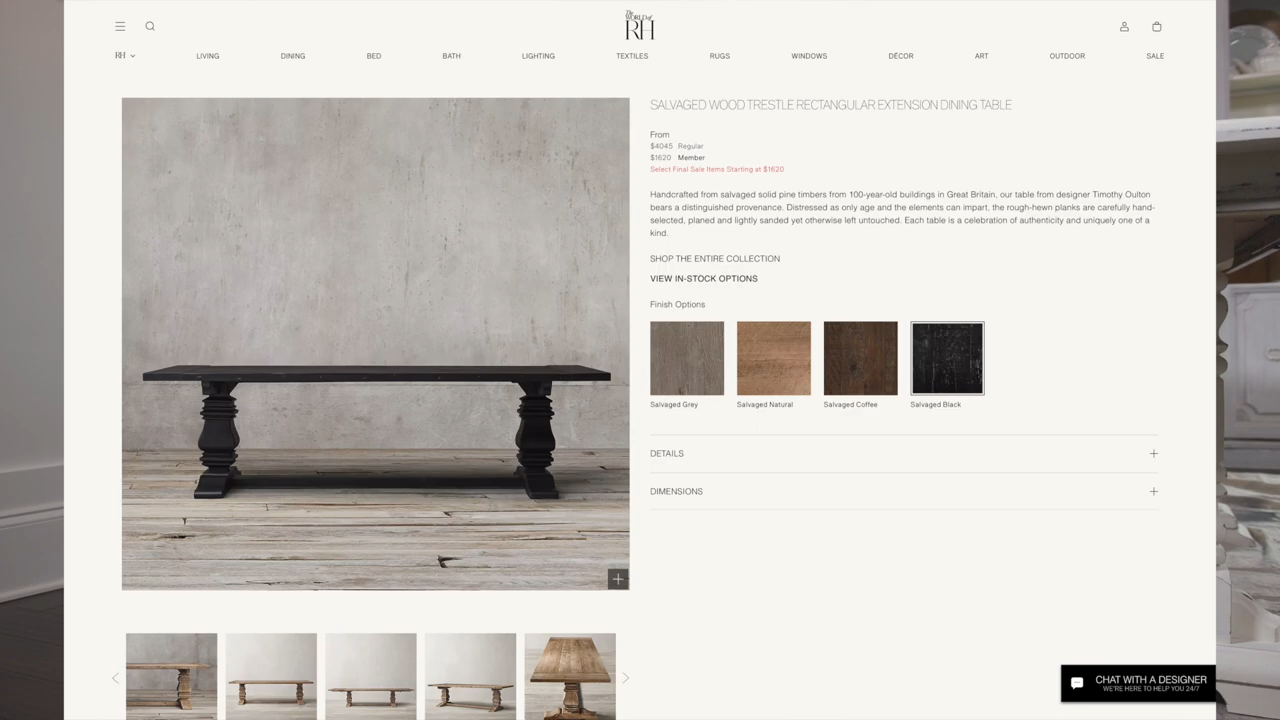 The
WORLD of
RH
RH
LIVING
DINING
BED
BATH
LIGHTING
TEXTILES
RUGS
WINDOWS
DÉCOR
ART
OUTDOOR
SALE
SALVAGED WOOD TRESTLE RECTANGULAR EXTENSION DINING TABLE
From
$4045 Regular
$1620 Member
Select Final Sale Items Starting at $1620
Handcrafted from salvaged solid pine timbers from 100-year-old buildings in Great Britain, our table from designer Timothy Oulton
bears a distinguished provenance. Distressed as only age and the elements can impart, the rough-hewn planks are carefully hand-
selected, planed and lightly sanded yet otherwise left untouched. Each table is a celebration of authenticity and uniquely one of a
kind.
SHOP THE ENTIRE COLLECTION
VIEW IN-STOCK OPTIONS
Finish Options
Salvaged Grey
Salvaged Natural
Salvaged Coffee
Salvaged Black
DETAILS
DIMENSIONS
CHAT WITH A DESIGNER
WE'RE HERE TO HELP YOU 24/7